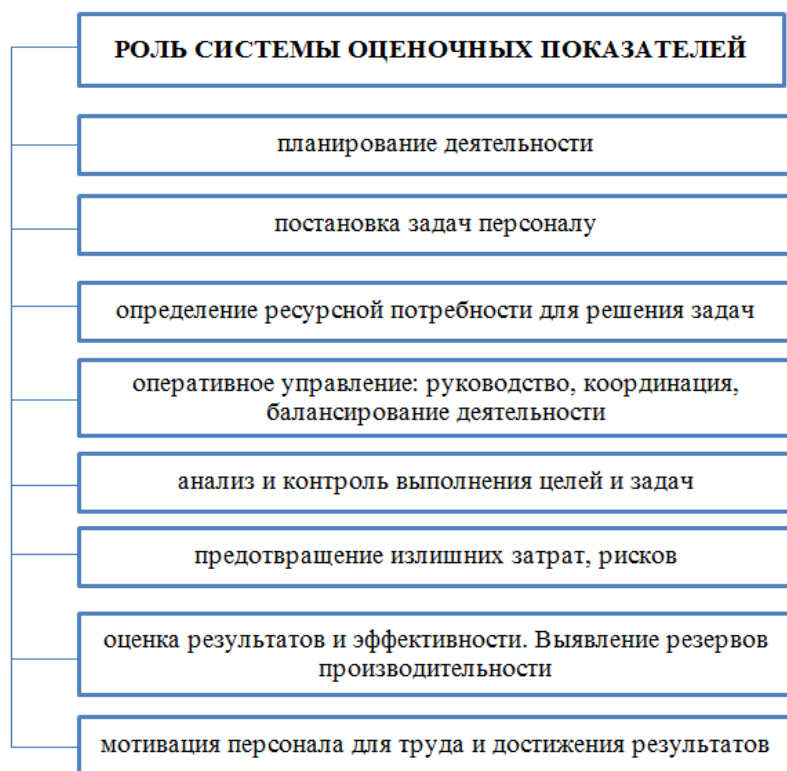 РОЛЬ СИСТЕМЫ ОЦЕНОЧНЫХ ПОКАЗАТЕЛЕЙ
планирование деятельности
постановка задач персоналу
определение ресурсной потребности для решения задач
оперативное управление: руководство, координация,
балансирование деятельности
анализ и контроль выполнения целей и задач
предотвращение излишних затрат, рисков
оценка результатов и эффективности. Выявление резервов
производительности
мотивация персонала для труда и достижения результатов